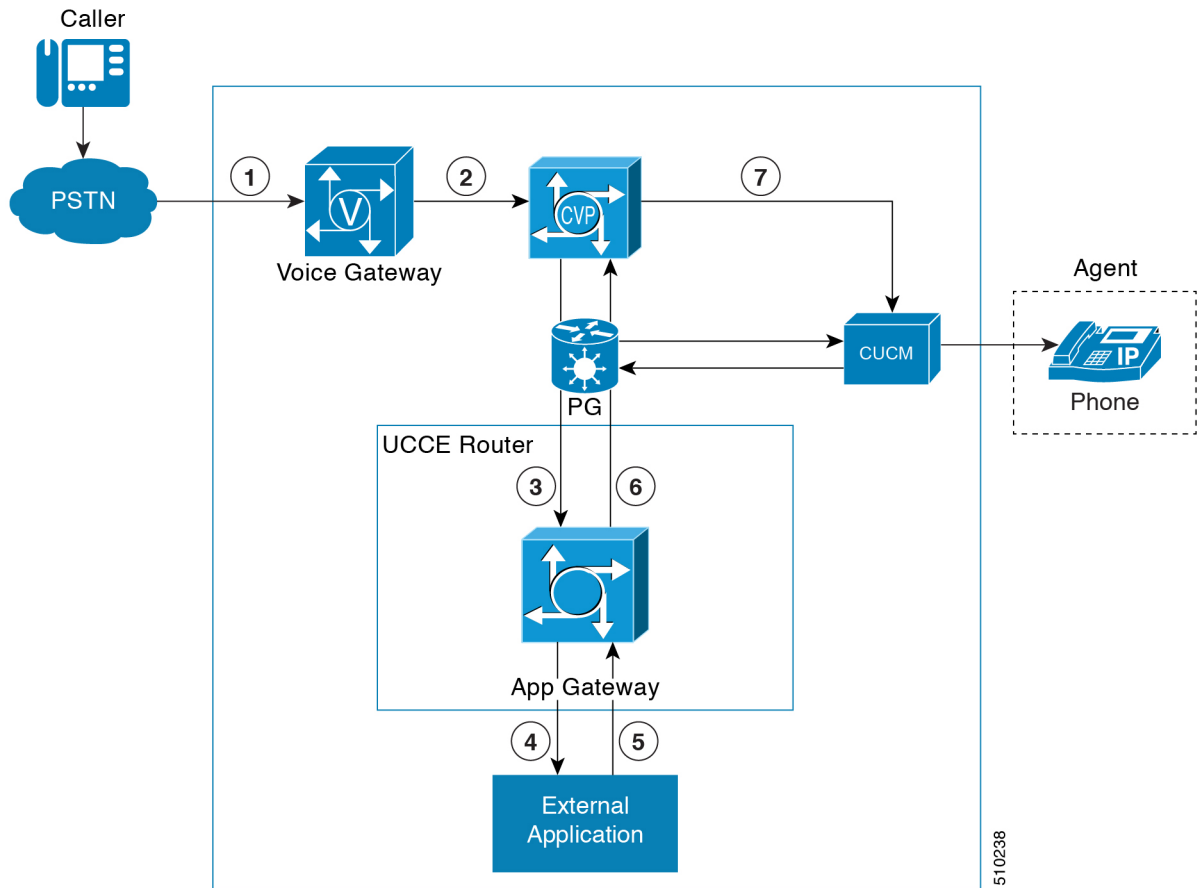 Caller
PSTN
1
V
Voice Gateway
2
CVP
7
PG
CUCM
Agent
IP
Phone
UCCE Router
3
6
App Gateway
4
5
External
Application
510238